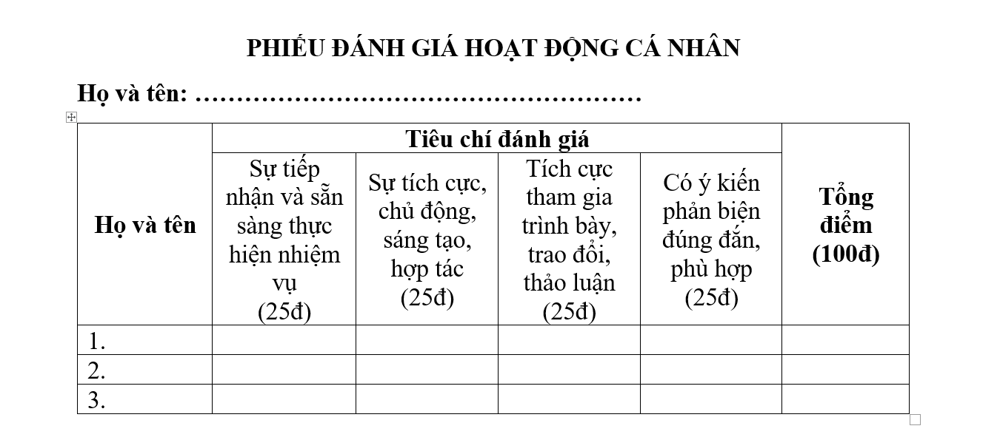 PHIẾU ĐÁNH GIÁ HOẠT ĐỘNG CÁ NHÂN
Họ và tên: ………………………………………………
Họ và tên
Tiêu chí đánh giá
Sự tiếp
nhận và sẵn
sàng thực
hiện nhiệm
vụ
(25đ)
Sự tích cực,
chủ động,
sáng tạo,
hợp tác
(25đ)
Tích cực
tham gia
trình bày,
trao đổi,
thảo luận
(25đ)
Có ý kiến
phản biện
đúng đắn,
phù hợp
(25đ)
Tổng
điểm
(100đ)
1.
2.
3.